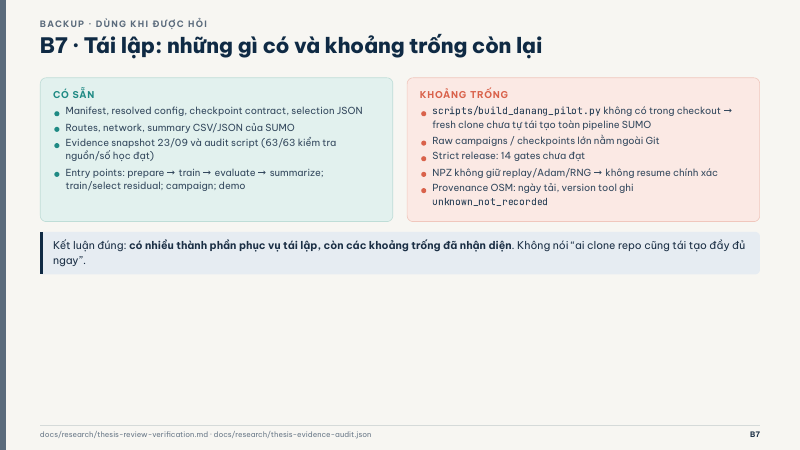 BACKUP · DÙNG KHI ĐƯỢC HỎI
B7 · Tái lập: những gì có và khoảng trống còn lại
CÓ SẴN
Manifest, resolved config, checkpoint contract, selection JSON
Routes, network, summary CSV/JSON của SUMO
Evidence snapshot 23/09 và audit script (63/63 kiểm tra
nguồn/số học đạt)
Entry points: prepare → train → evaluate → summarize;
train/select residual; campaign; demo
KHOẢNG TRỐNG
scripts/build_danang_pilot.py không có trong checkout →
fresh clone chưa tự tái tạo toàn pipeline SUMO
Raw campaigns / checkpoints lớn nằm ngoài Git
Strict release: 14 gates chưa đạt
NPZ không giữ replay/Adam/RNG → không resume chính xác
Provenance OSM: ngày tải, version tool ghi
unknown_not_recorded
Kết luận đúng: có nhiều thành phần phục vụ tái lập, còn các khoảng trống đã nhận diện. Không nói “ai clone repo cũng tái tạo đầy đủ
ngay”.
docs/research/thesis-review-verification.md · docs/research/thesis-evidence-audit.json
B7